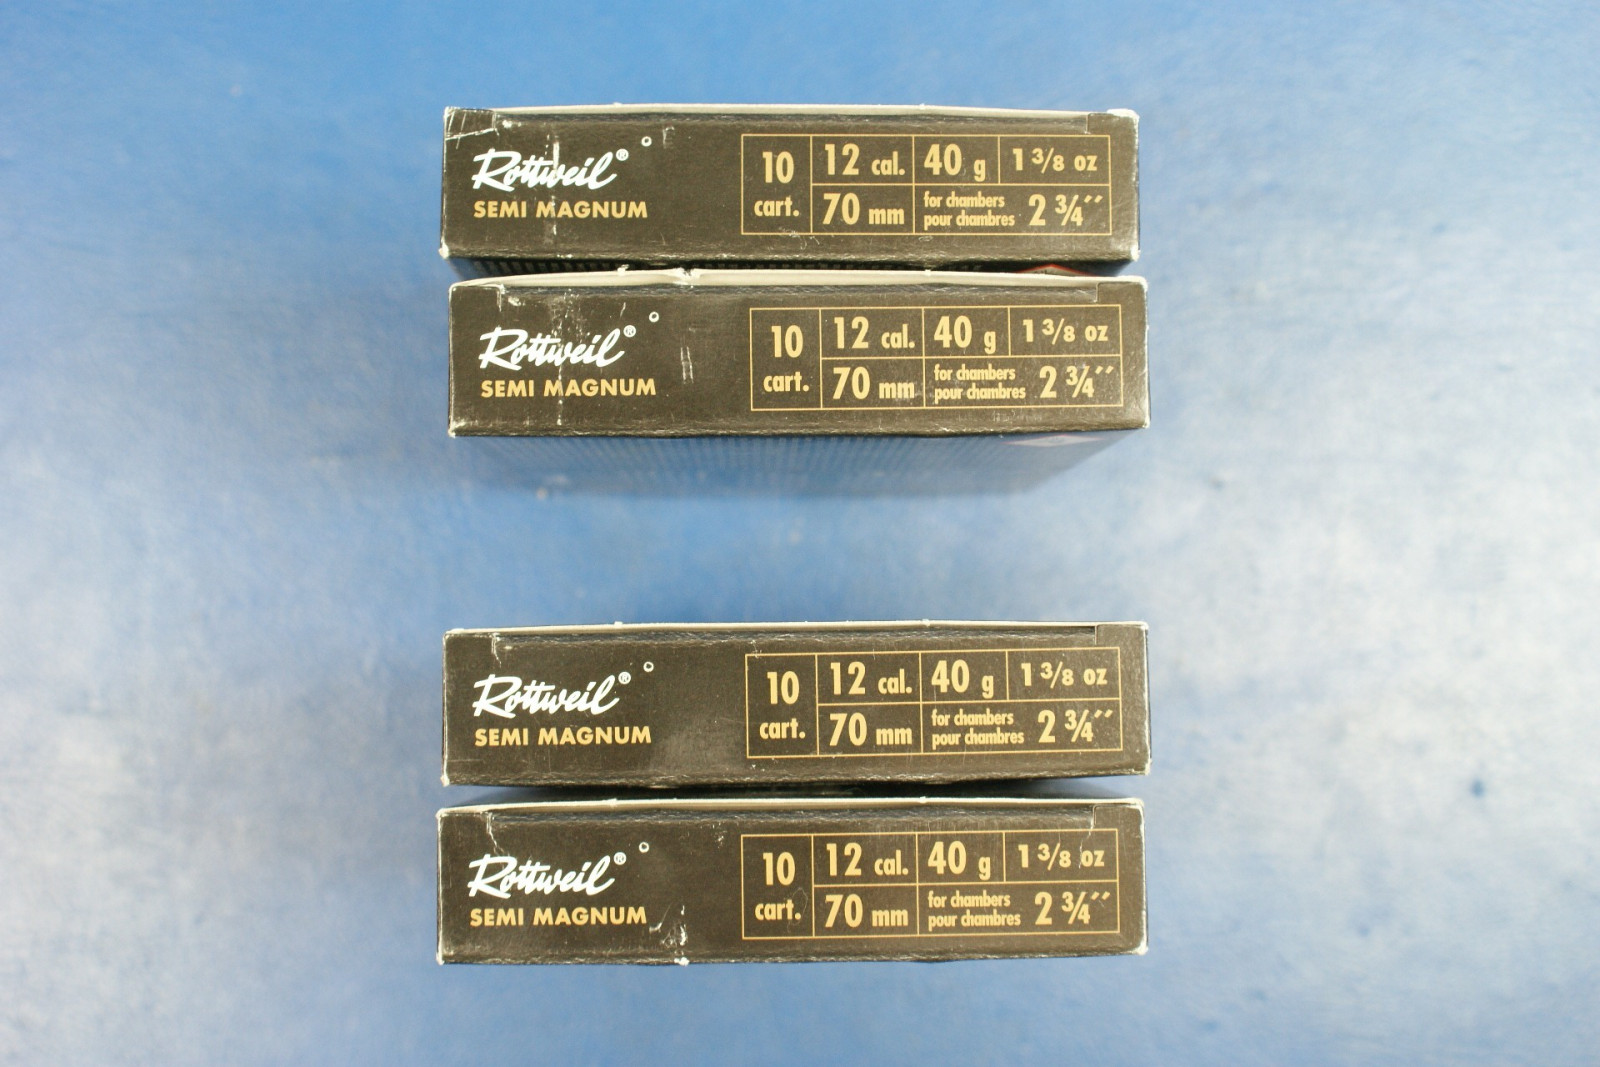 Rottweil®
SEMI MAGNUM
10 cart.
12 cal.
40 g
1 3/8 oz
70 mm
for chambers
pour chambres
2 3/4″
Rottweil®
SEMI MAGNUM
10 cart.
12 cal.
40 g
1 3/8 oz
70 mm
for chambers
pour chambres
2 3/4″
Rottweil®
SEMI MAGNUM
10 cart.
12 cal.
40 g
1 3/8 oz
70 mm
for chambers
pour chambres
2 3/4″
Rottweil®
SEMI MAGNUM
10 cart.
12 cal.
40 g
1 3/8 oz
70 mm
for chambers
pour chambres
2 3/4″